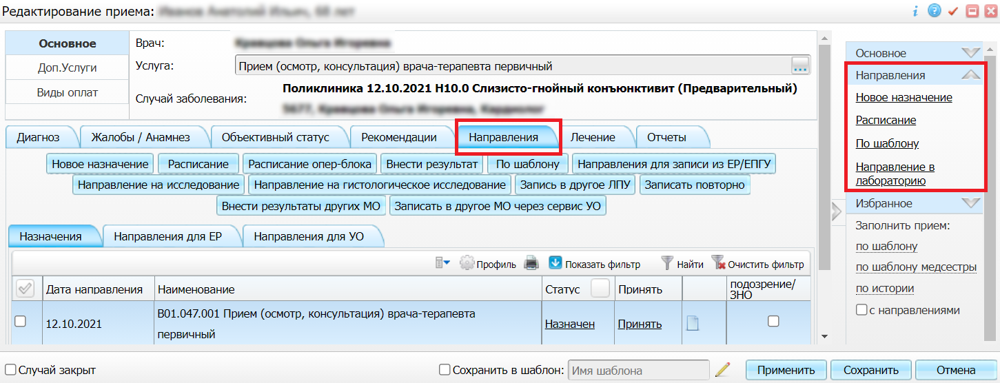 Редактирование приема:
Основное
Доп.Услуги
Виды оплат
Врач:
Услуга: Прием (осмотр, консультация) врача-терапевта первичный ...
Случай заболевания: Поликлиника 12.10.2021 H10.0 Слизисто-гнойный конъюнктивит (Предварительный)
Диагноз Жалобы / Анамнез Объективный статус Рекомендации Направления Лечение Отчеты
Новое назначение Расписание Расписание опер-блока Внести результат По шаблону Направления для записи из ЕР/ЕПГУ
Направление на исследование Направление на гистологическое исследование Запись в другое ЛПУ Записать повторно
Внести результаты других МО Записать в другое МО через сервис УО
Назначения Направления для ЕР Направления для УО
Профиль Показать фильтр Найти Очистить фильтр
Дата направления Наименование Статус Принять подозрение/
ЗНО
12.10.2021 B01.047.001 Прием (осмотр, консультация) врача-терапевта
первичный Назначен Принять
Основное
Направления
Новое назначение
Расписание
По шаблону
Направление в
лабораторию
Избранное
Заполнить прием:
по шаблону
по шаблону медсестры
по истории
с направлениями
Случай закрыт Сохранить в шаблон: Имя шаблона Применить Сохранить Отмена